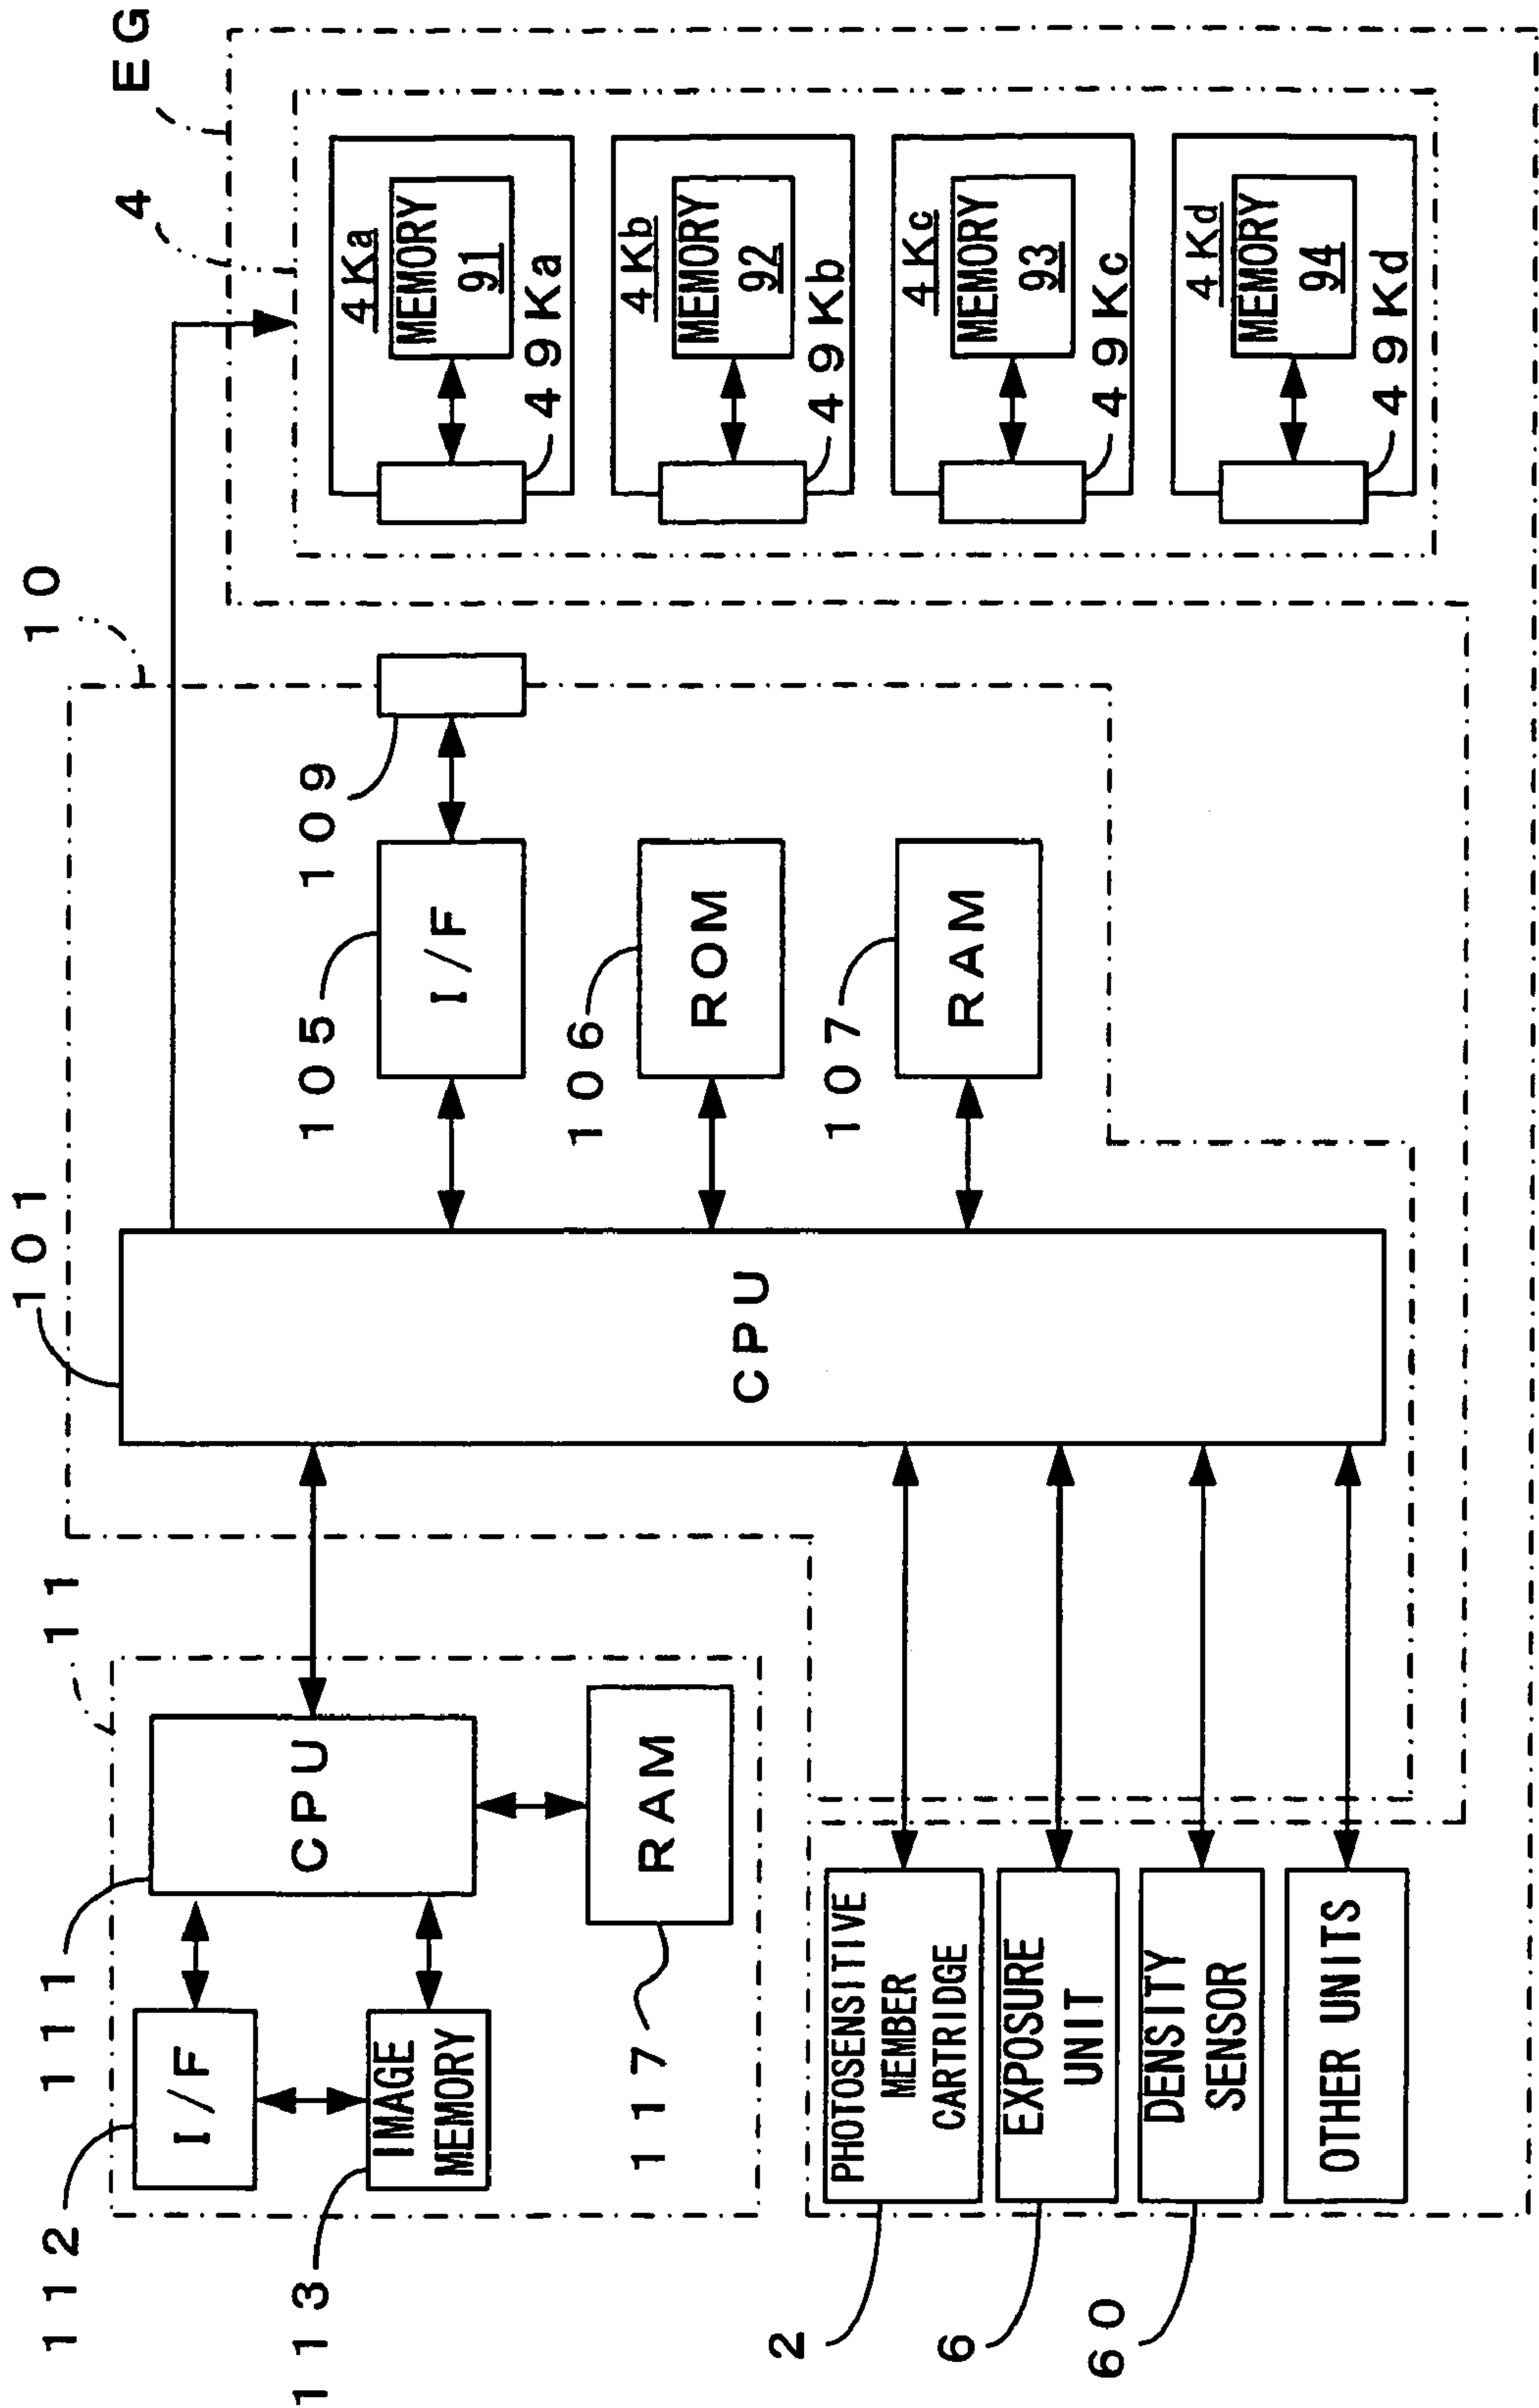 112
I/F
111
CPU
11
113
IMAGE
MEMORY
117
RAM
101
CPU
10
105
I/F
109
106
ROM
107
RAM
2
PHOTOSENSITIVE
MEMBER
CARTRIDGE
6
EXPOSURE
UNIT
60
DENSITY
SENSOR
OTHER UNITS
4
EG
4Ka
MEMORY
91
49Ka
4Kb
MEMORY
92
49Kb
4Kc
MEMORY
93
49Kc
4Kd
MEMORY
94
49Kd